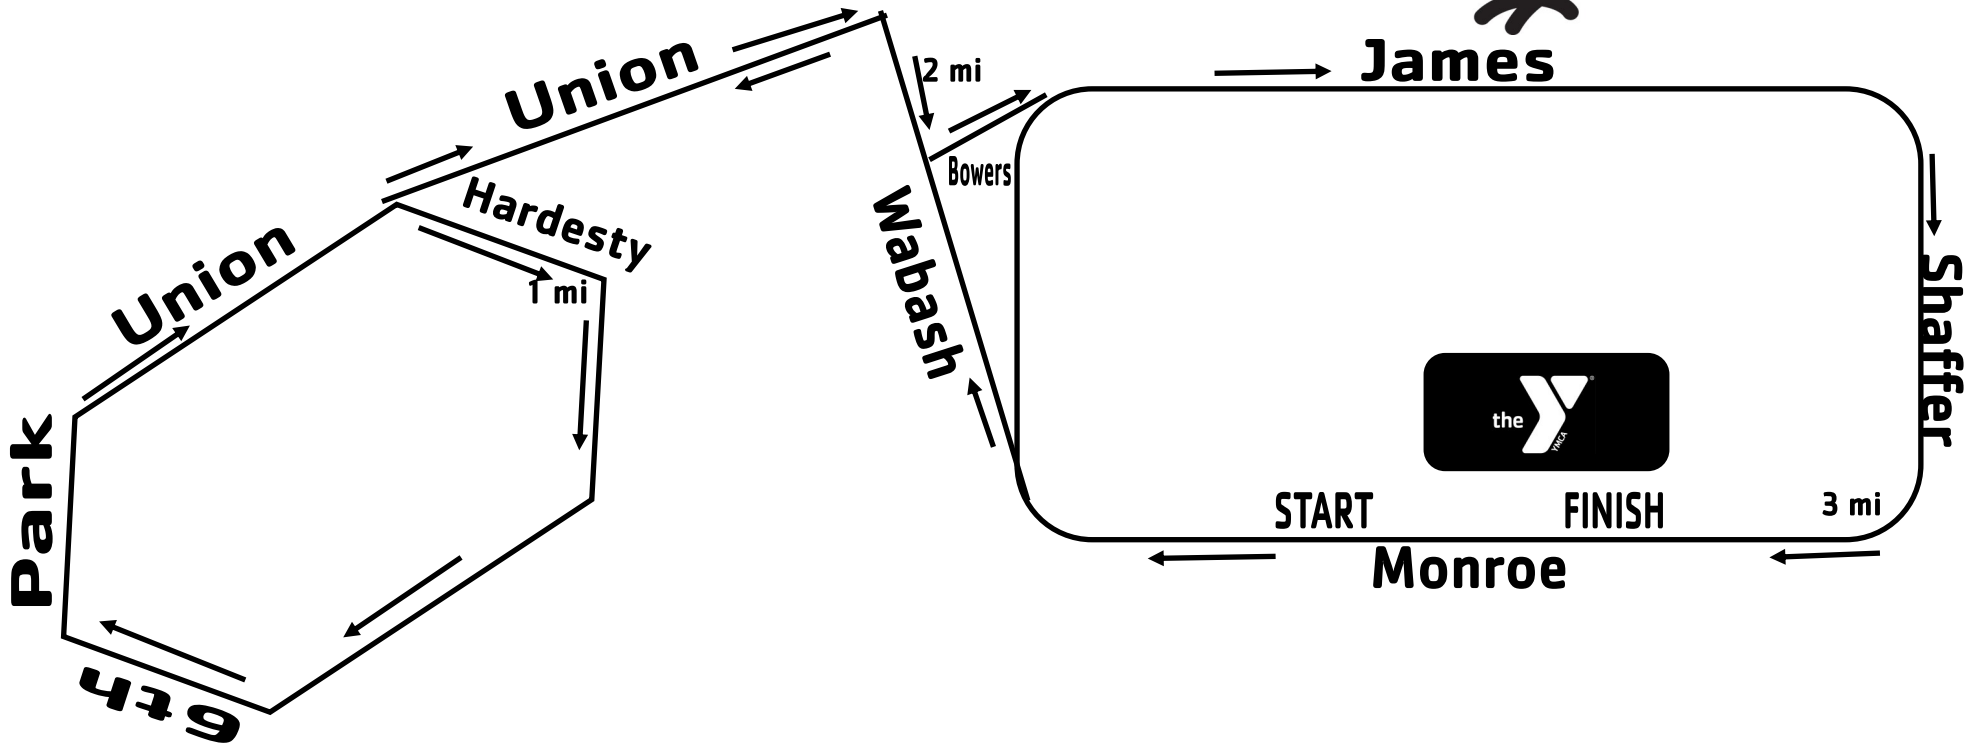 James
Union
2 mi
Bowers
Hardesty
Wabash
Union
1 mi
Shaffer
Park
the
YMCA
START
FINISH
3 mi
Monroe
6th